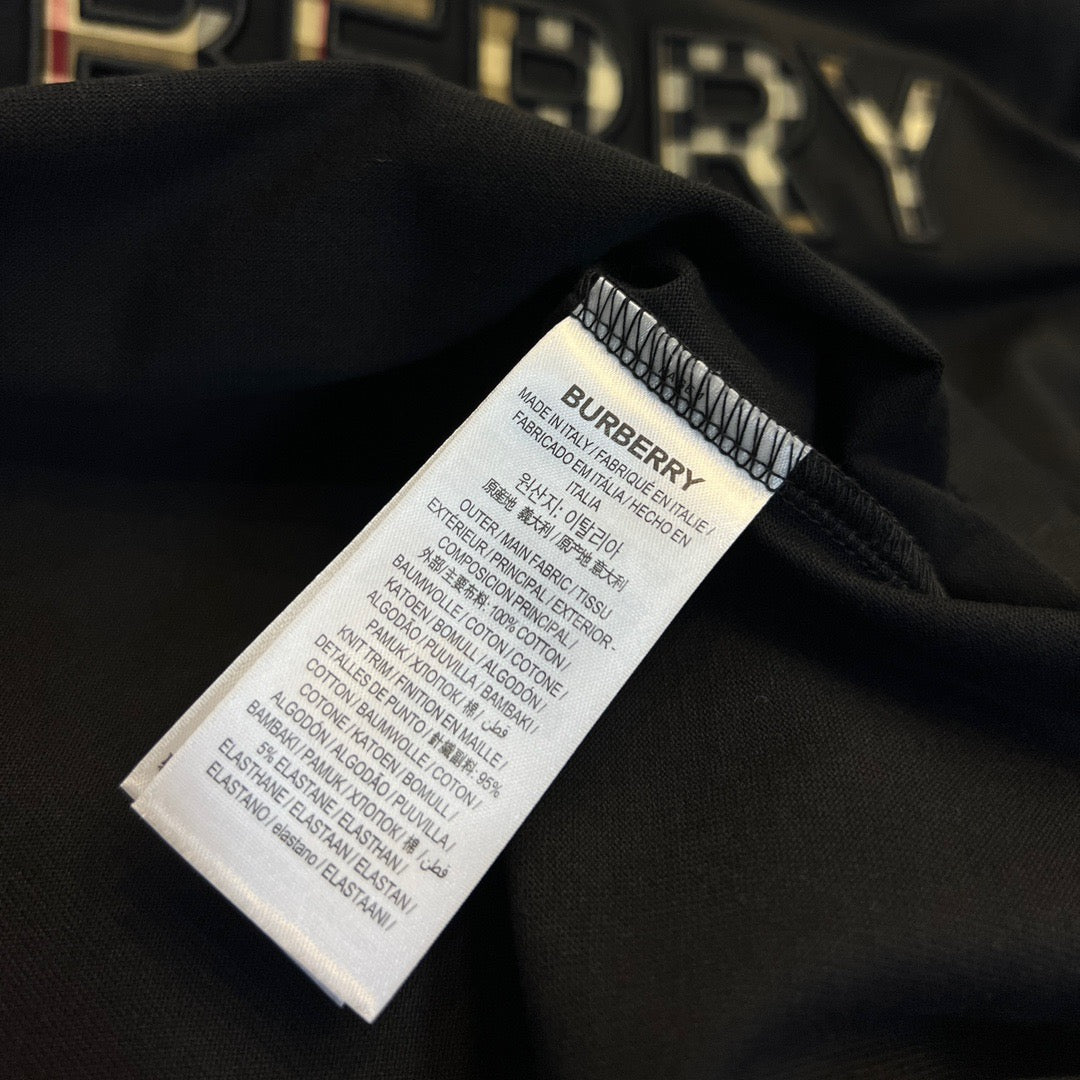 RBERRY
BURBERRY
MADE IN ITALY / FABRIQUÉ EN ITALIE /
FABRICADO EM ITÁLIA / HECHO EN
ITALIA
원산지: 이탈리아
原産地 義大利 / 原产地 意大利
OUTER / MAIN FABRIC / TISSU
EXTÉRIEUR / PRINCIPAL / EXTERIOR -
COMPOSICION PRINCIPAL /
外部/主要布料: 100% COTTON /
BAUMWOLLE / COTON / COTONE /
KATOEN / BOMULL / ALGODÓN /
ALGODÃO / PUUVILLA / BAMBAKI /
PAMUK / ХЛОПОК / 棉 / قطن
KNIT TRIM / FINITION EN MAILLE /
DETALLES DE PUNTO / 針織副料: 95%
COTTON / BAUMWOLLE / COTON /
COTONE / KATOEN / BOMULL /
ALGODÓN / ALGODÃO / PUUVILLA /
BAMBAKI / PAMUK / ХЛОПОК / 棉 / قطن
5% ELASTANE / ELASTHAN /
ELASTHANE / ELASTAAN / ELASTAN /
ELASTANO / elastano / ELASTAANI /